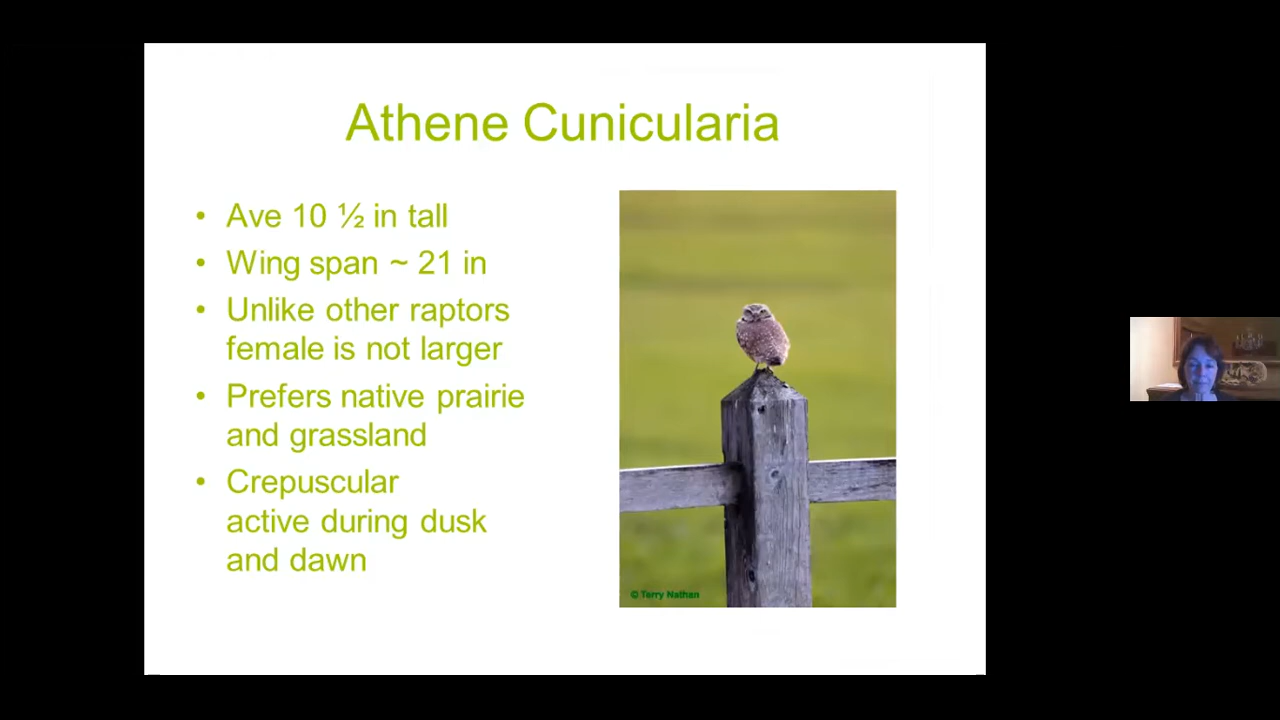 Athene Cunicularia
• Ave 10 ½ in tall
• Wing span ~ 21 in
• Unlike other raptors
female is not larger
• Prefers native prairie
and grassland
• Crepuscular
active during dusk
and dawn
© Terry Nathan